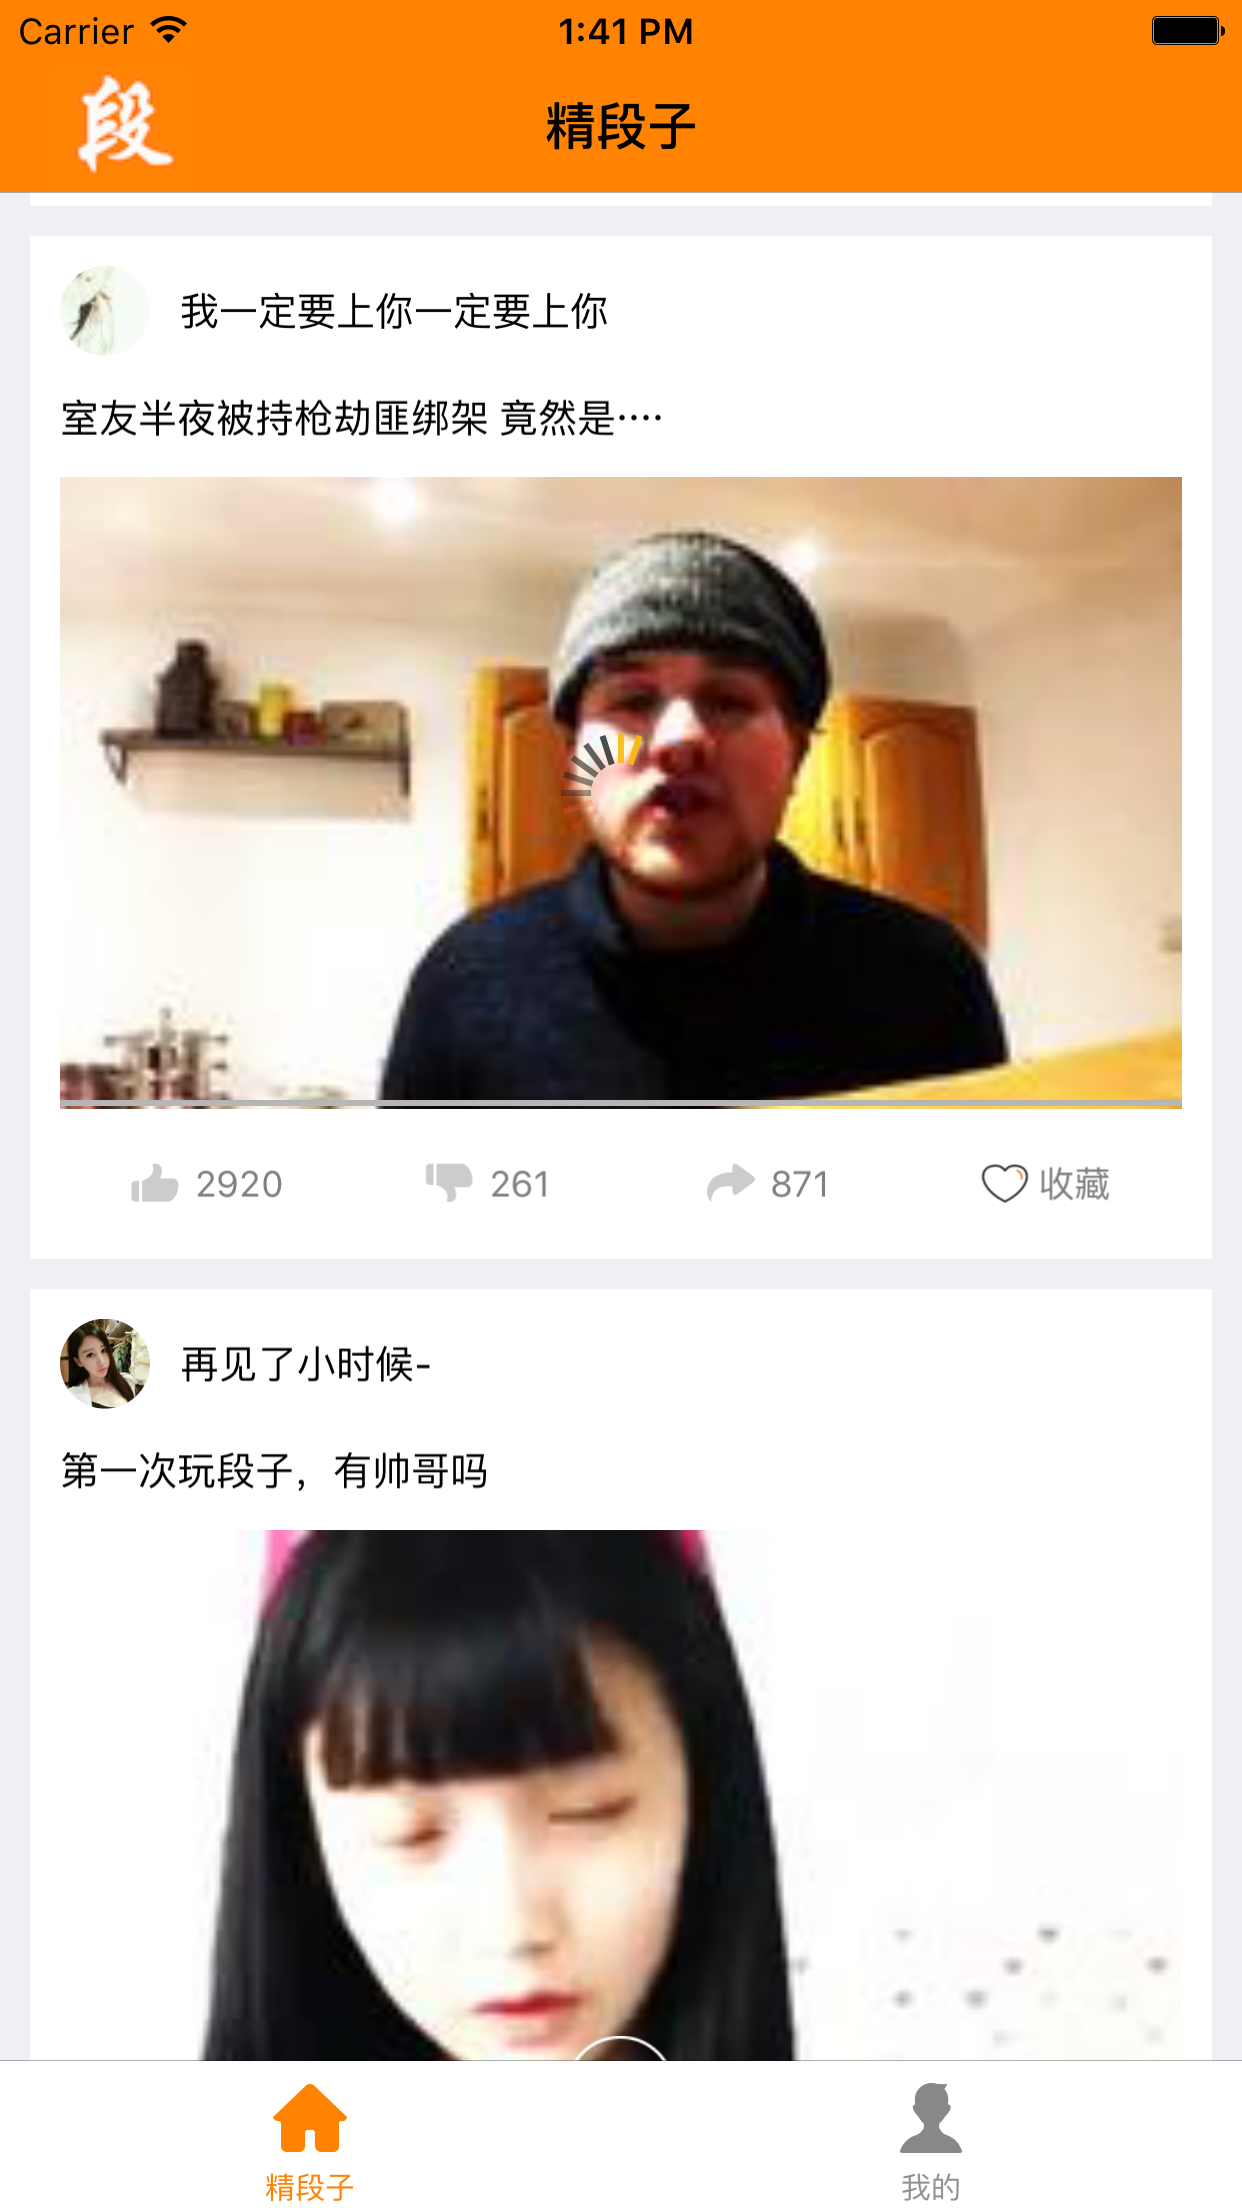 Carrier 1:41 PM
段 精段子
我一定要上你一定要上你
室友半夜被持枪劫匪绑架 竟然是····
2920 261 871 收藏
再见了小时候-
第一次玩段子，有帅哥吗
精段子 我的